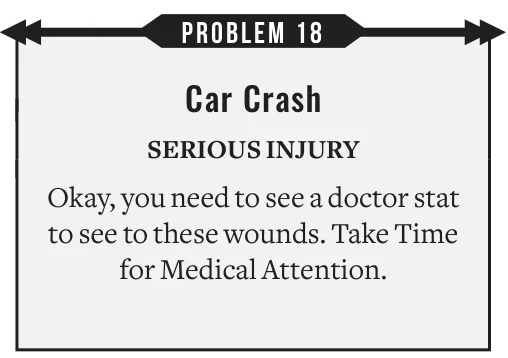 PROBLEM 18
Car Crash
SERIOUS INJURY
Okay, you need to see a doctor stat
to see to these wounds. Take Time
for Medical Attention.